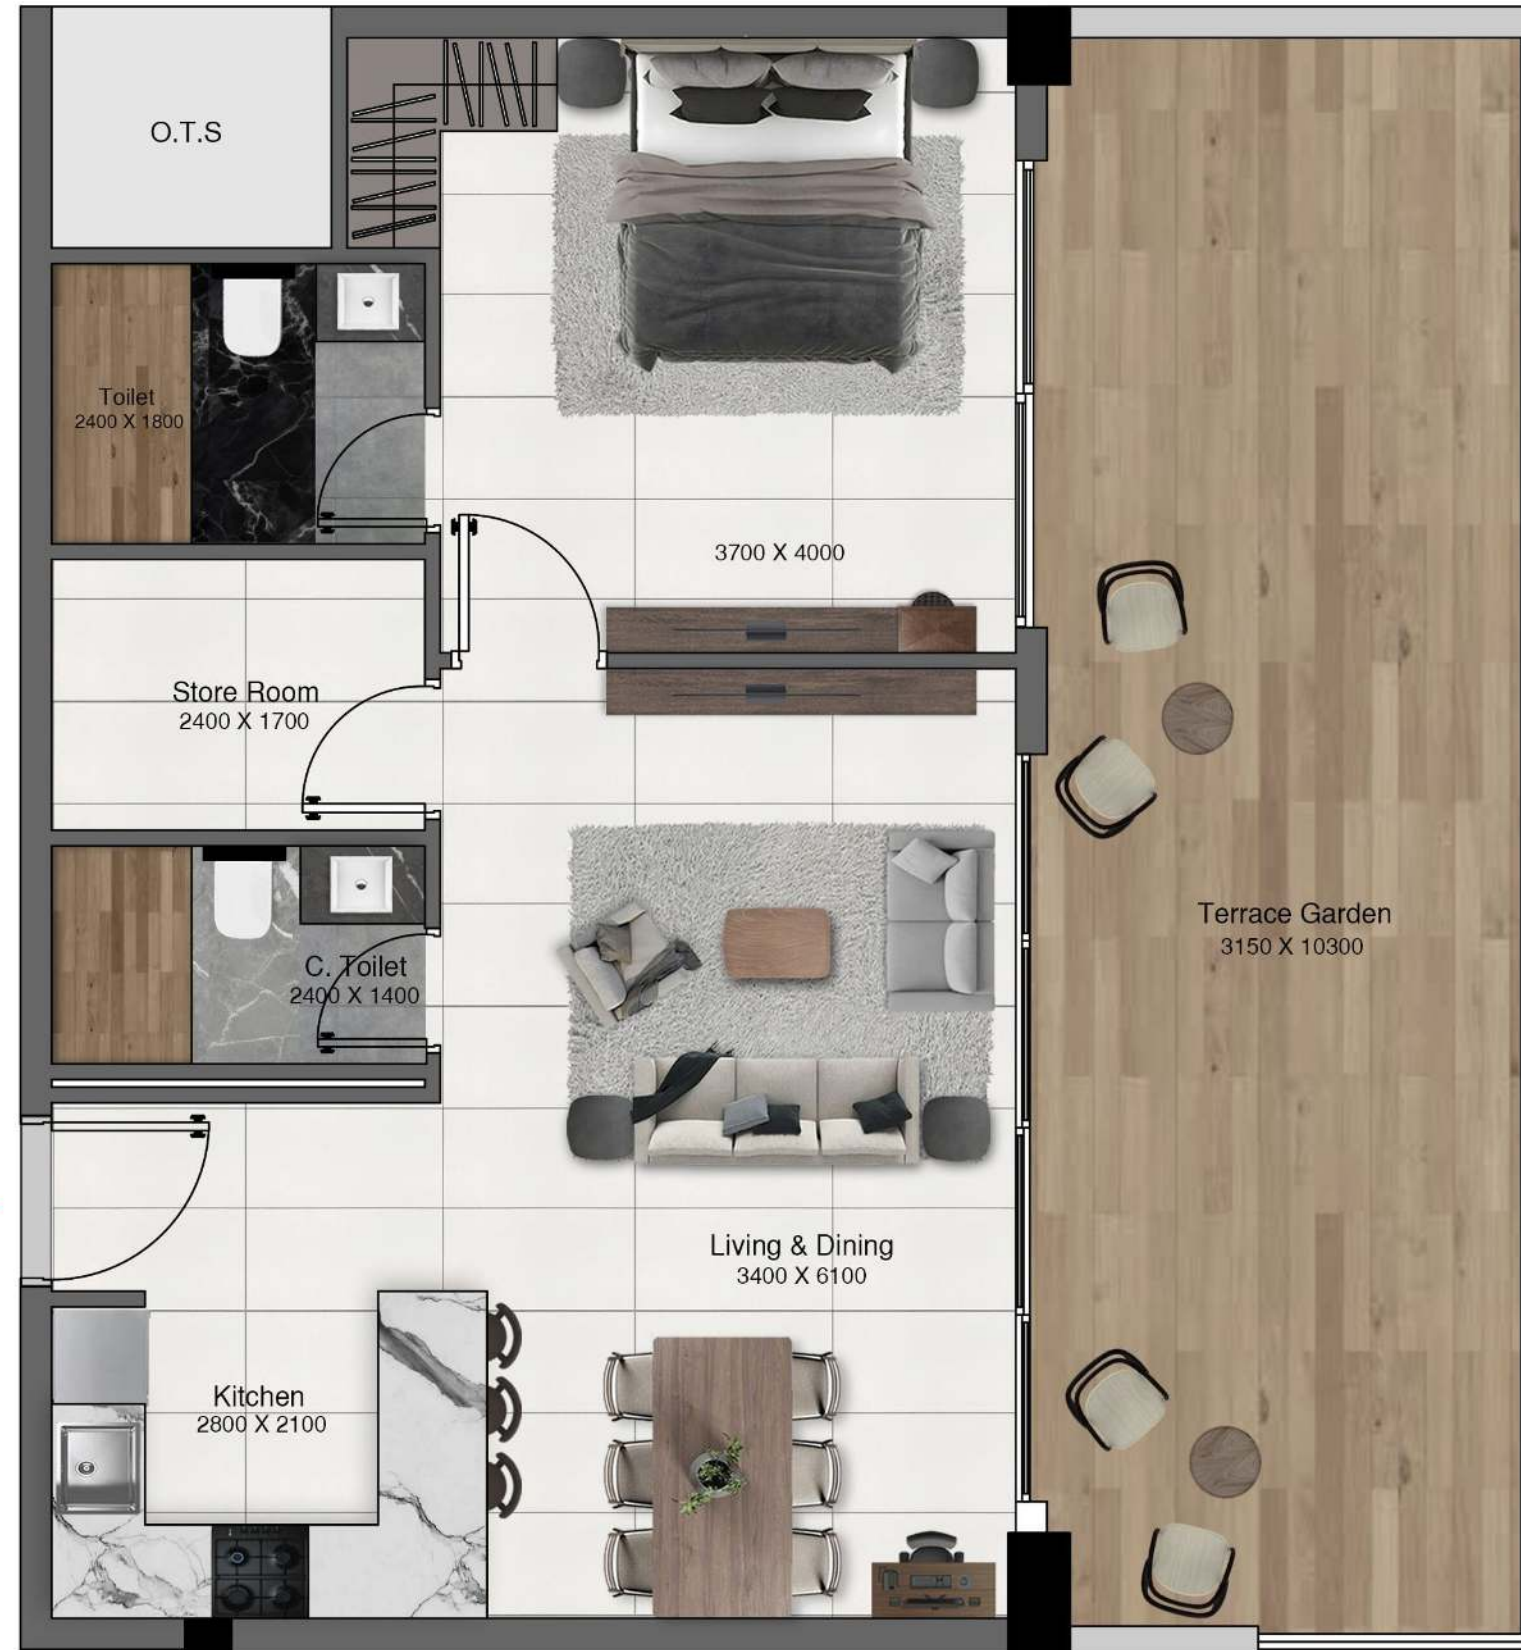 O.T.S
Toilet
2400 X 1800
3700 X 4000
Store Room
2400 X 1700
Terrace Garden
3150 X 10300
C. Toilet
2400 X 1400
Living & Dining
3400 X 6100
Kitchen
2800 X 2100